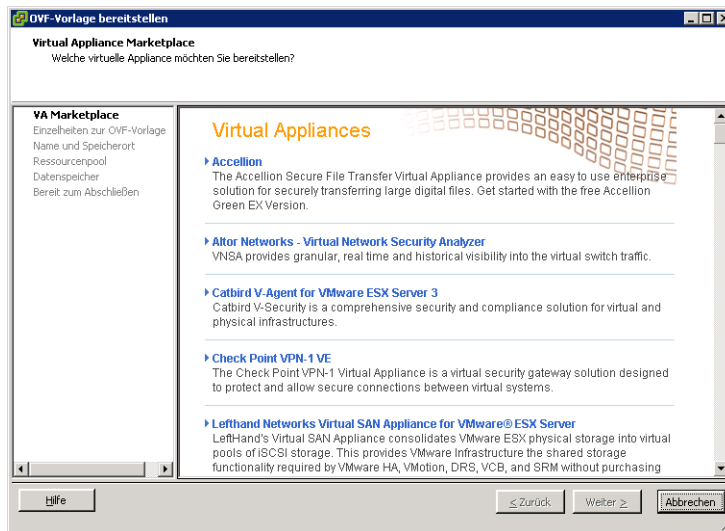 OVF-Vorlage bereitstellen
Virtual Appliance Marketplace
Welche virtuelle Appliance möchten Sie bereitstellen?
VA Marketplace
Einzelheiten zur OVF-Vorlage
Name und Speicherort
Ressourcenpool
Datenspeicher
Bereit zum Abschließen
Virtual Appliances
Accellion
The Accellion Secure File Transfer Virtual Appliance provides an easy to use enterprise
solution for securely transferring large digital files. Get started with the free Accellion
Green EX Version.
Altor Networks - Virtual Network Security Analyzer
VNSA provides granular, real time and historical visibility into the virtual switch traffic.
Catbird V-Agent for VMware ESX Server 3
Catbird V-Security is a comprehensive security and compliance solution for virtual and
physical infrastructures.
Check Point VPN-1 VE
The Check Point VPN-1 Virtual Appliance is a virtual security gateway solution designed
to protect and allow secure connections between virtual systems.
Lefthand Networks Virtual SAN Appliance for VMware® ESX Server
LeftHand's Virtual SAN Appliance consolidates VMware ESX physical storage into virtual
pools of iSCSI storage. This provides VMware Infrastructure the shared storage
functionality required by VMware HA, VMotion, DRS, VCB, and SRM without purchasing
Hilfe
< Zurück
Weiter >
Abbrechen